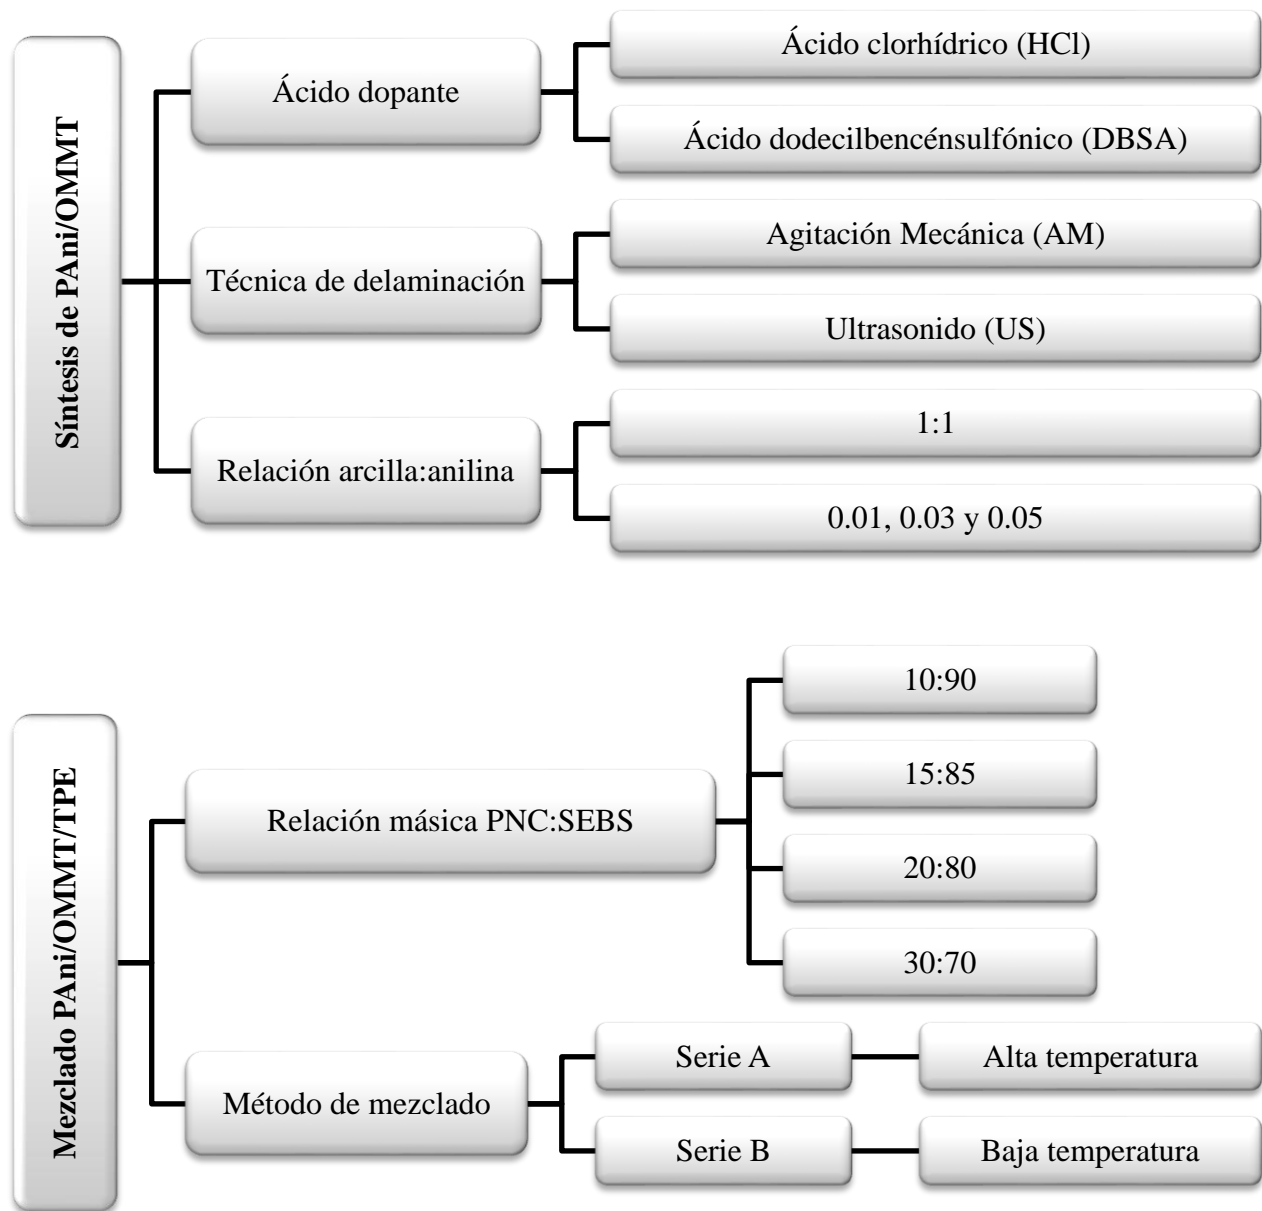 Síntesis de PAni/OMMT
Ácido dopante
Ácido clorhídrico (HCl)
Ácido dodecilbencénsulfónico (DBSA)
Técnica de delaminación
Agitación Mecánica (AM)
Ultrasonido (US)
Relación arcilla:anilina
1:1
0.01, 0.03 y 0.05
Mezclado PAni/OMMT/TPE
Relación másica PNC:SEBS
10:90
15:85
20:80
30:70
Método de mezclado
Serie A
Alta temperatura
Serie B
Baja temperatura